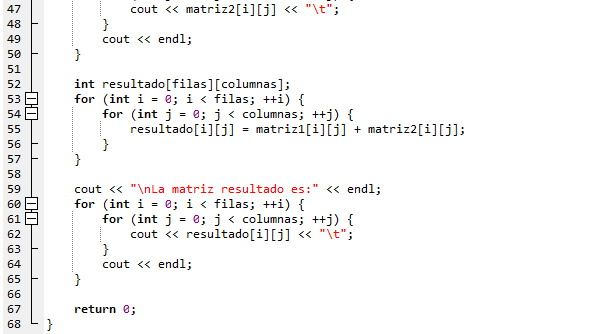 47 cout << matriz2[i][j] << "\t";
48 }
49 cout << endl;
50 }
51
52 int resultado[filas][columnas];
53 for (int i = 0; i < filas; ++i) {
54 for (int j = 0; j < columnas; ++j) {
55 resultado[i][j] = matriz1[i][j] + matriz2[i][j];
56 }
57 }
58
59 cout << "\nLa matriz resultado es:" << endl;
60 for (int i = 0; i < filas; ++i) {
61 for (int j = 0; j < columnas; ++j) {
62 cout << resultado[i][j] << "\t";
63 }
64 cout << endl;
65 }
66
67 return 0;
68 }